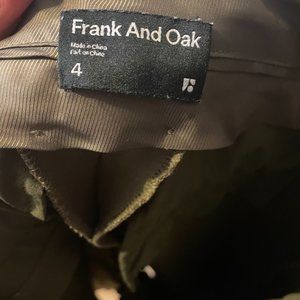 Frank And Oak
Made in China
Fait en Chine
4